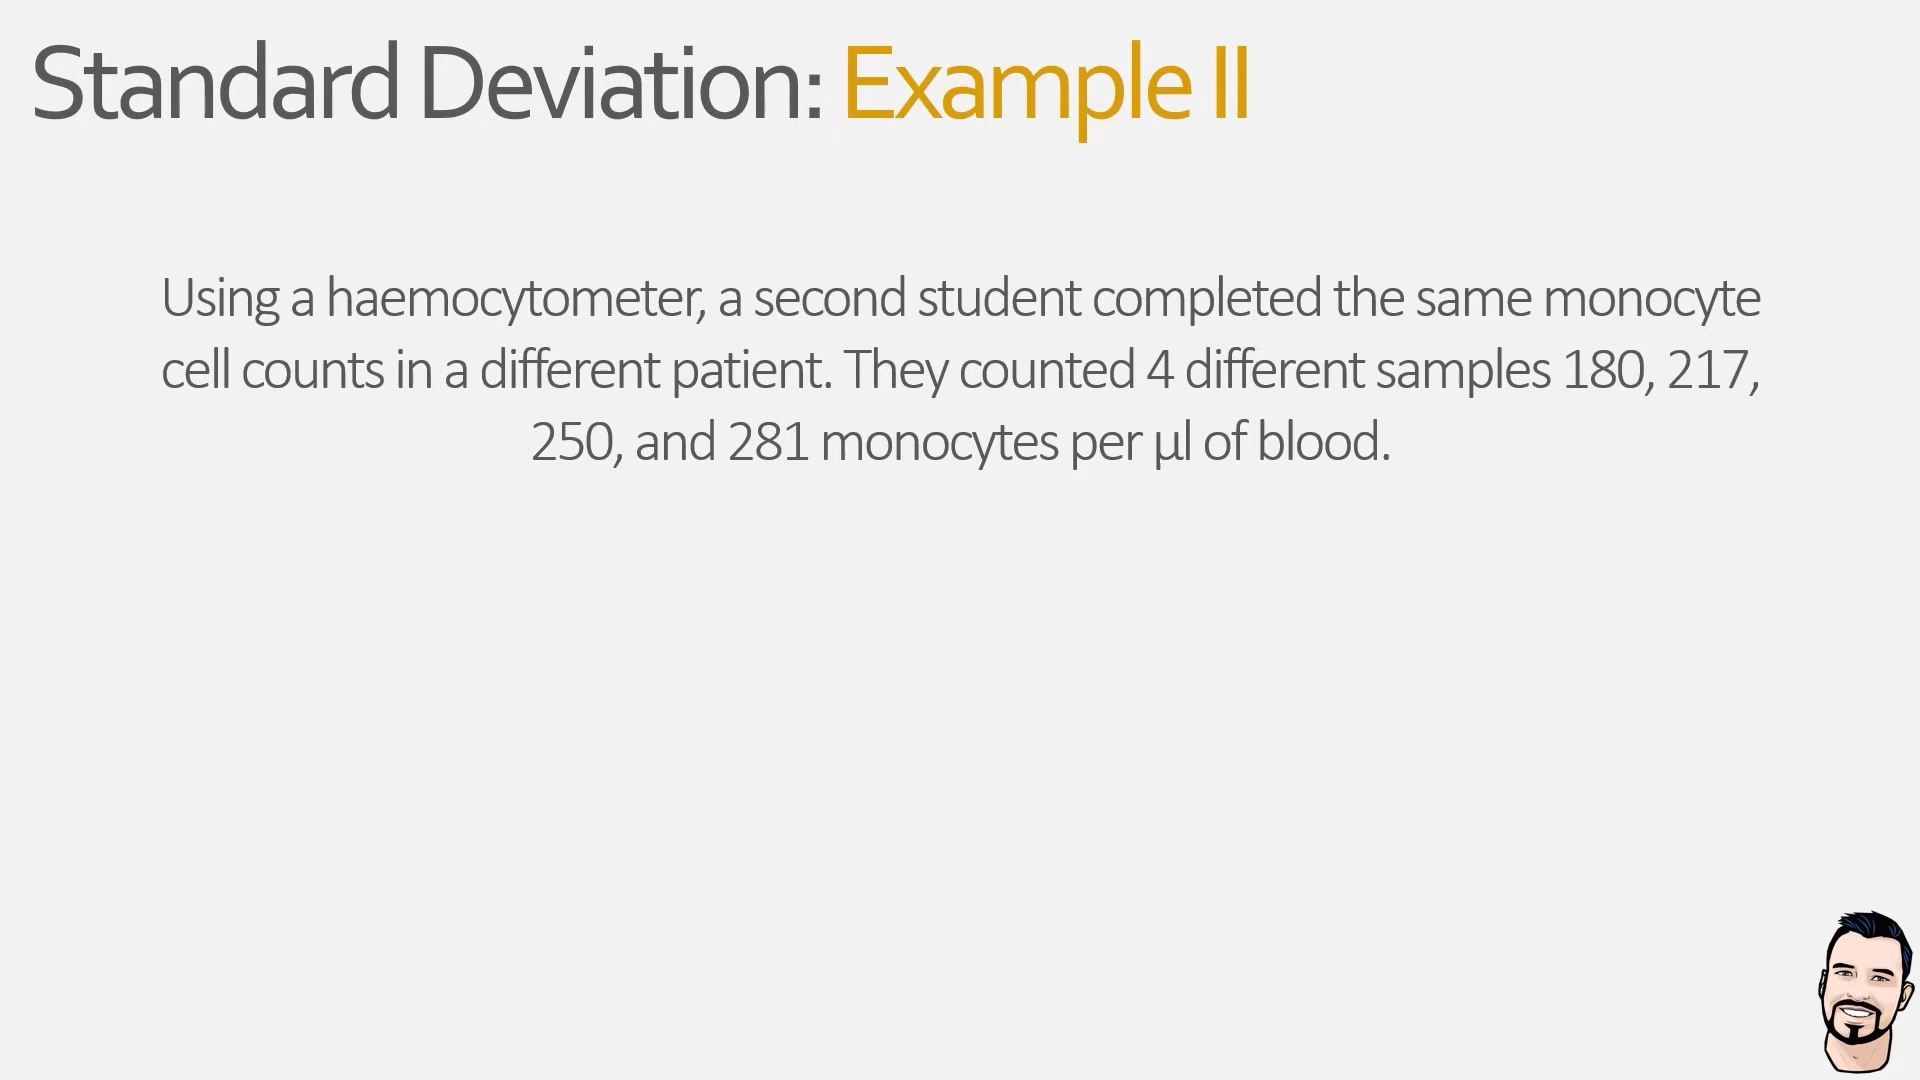 Standard Deviation: Example II
Using a haemocytometer, a second student completed the same monocyte
cell counts in a different patient. They counted 4 different samples 180, 217,
250, and 281 monocytes per µl of blood.